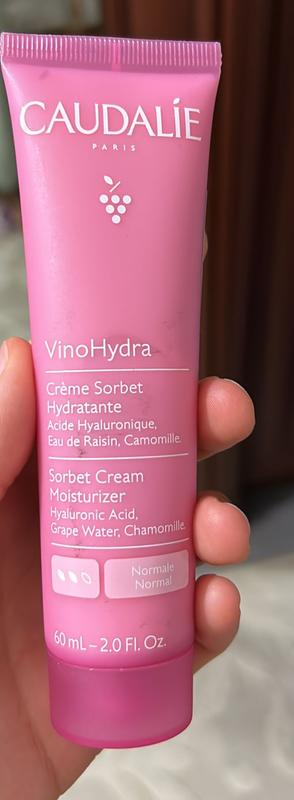 CAUDALÍE
PARIS
VinoHydra
Crème Sorbet
Hydratante
Acide Hyaluronique,
Eau de Raisin, Camomille.
Sorbet Cream
Moisturizer
Hyaluronic Acid,
Grape Water, Chamomille.
Normale
Normal
60 mL – 2.0 Fl. Oz.